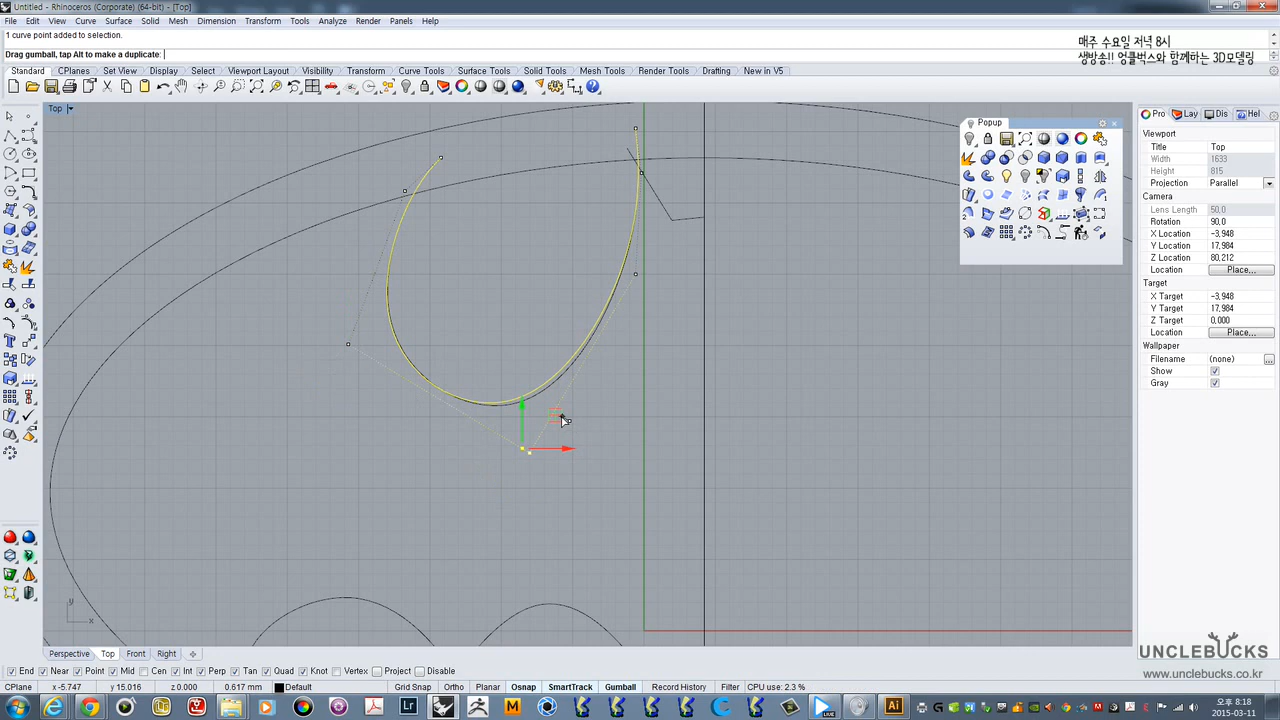 Untitled - Rhinoceros (Corporate) (64-bit) - [Top]
File Edit View Curve Surface Solid Mesh Dimension Transform Tools Analyze Render Panels Help
1 curve point added to selection.
매주 수요일 저녁 8시
Drag gumball, tap Alt to make a duplicate:
생방송!! 엉클벅스와 함께하는 3D모델링
Standard CPlanes Set View Display Select Viewport Layout Visibility Transform Curve Tools Surface Tools Solid Tools Mesh Tools Render Tools Drafting New in V5
Top
Popup
Pro Lay Dis Hel
Viewport
Title Top
Width 1633
Height 815
Projection Parallel
Camera
Lens Length 50,0
Rotation 90,0
X Location -3,948
Y Location 17,984
Z Location 80,212
Location Place...
Target
X Target -3,948
Y Target 17,984
Z Target 0,000
Location Place...
Wallpaper
Filename (none)
Show
Gray
y
x
Perspective Top Front Right
UNCLEBUCKS
www.unclebucks.co.kr
End Near Point Mid Cen Int Perp Tan Quad Knot Vertex Project Disable
CPlane x -5.747 y 15.016 z 0.000 0.617 mm Default Grid Snap Ortho Planar Osnap SmartTrack Gumball Record History Filter CPU use: 2.3 %
Lr
M
LIVE
Ai
오후 8:18
2015-03-11